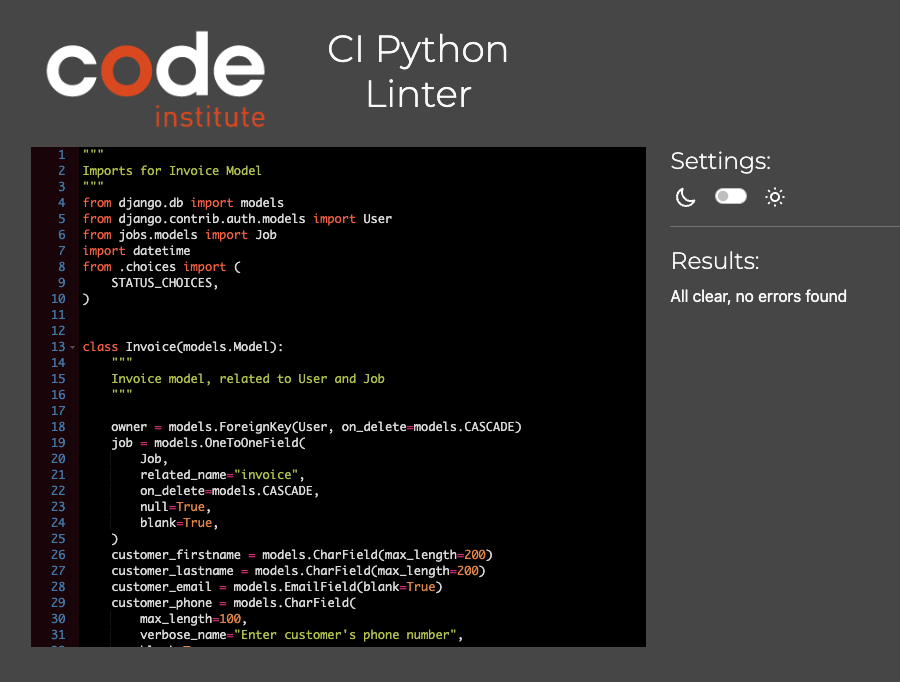 code
institute
CI Python
Linter
Settings:
Results:
All clear, no errors found
1 """
2 Imports for Invoice Model
3 """
4 from django.db import models
5 from django.contrib.auth.models import User
6 from jobs.models import Job
7 import datetime
8 from .choices import (
9     STATUS_CHOICES,
10 )
11
12
13 class Invoice(models.Model):
14     """
15     Invoice model, related to User and Job
16     """
17
18     owner = models.ForeignKey(User, on_delete=models.CASCADE)
19     job = models.OneToOneField(
20         Job,
21         related_name="invoice",
22         on_delete=models.CASCADE,
23         null=True,
24         blank=True,
25     )
26     customer_firstname = models.CharField(max_length=200)
27     customer_lastname = models.CharField(max_length=200)
28     customer_email = models.EmailField(blank=True)
29     customer_phone = models.CharField(
30         max_length=100,
31         verbose_name="Enter customer's phone number",